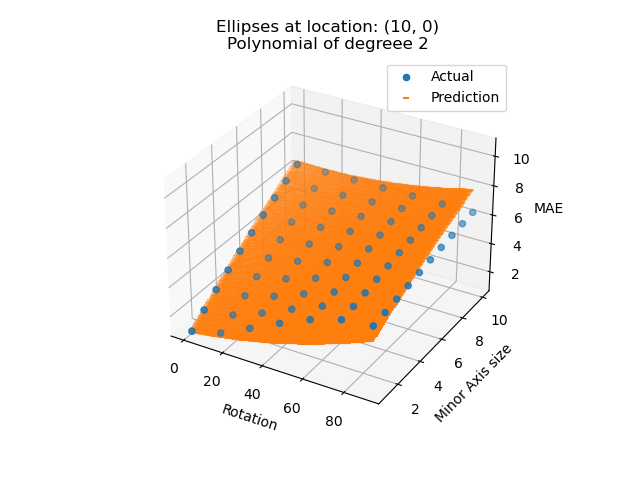 Ellipses at location: (10, 0)
Polynomial of degreee 2
Actual
Prediction
10
8
6
4
2
MAE
10
8
6
4
2
Minor Axis size
0
20
40
60
80
Rotation